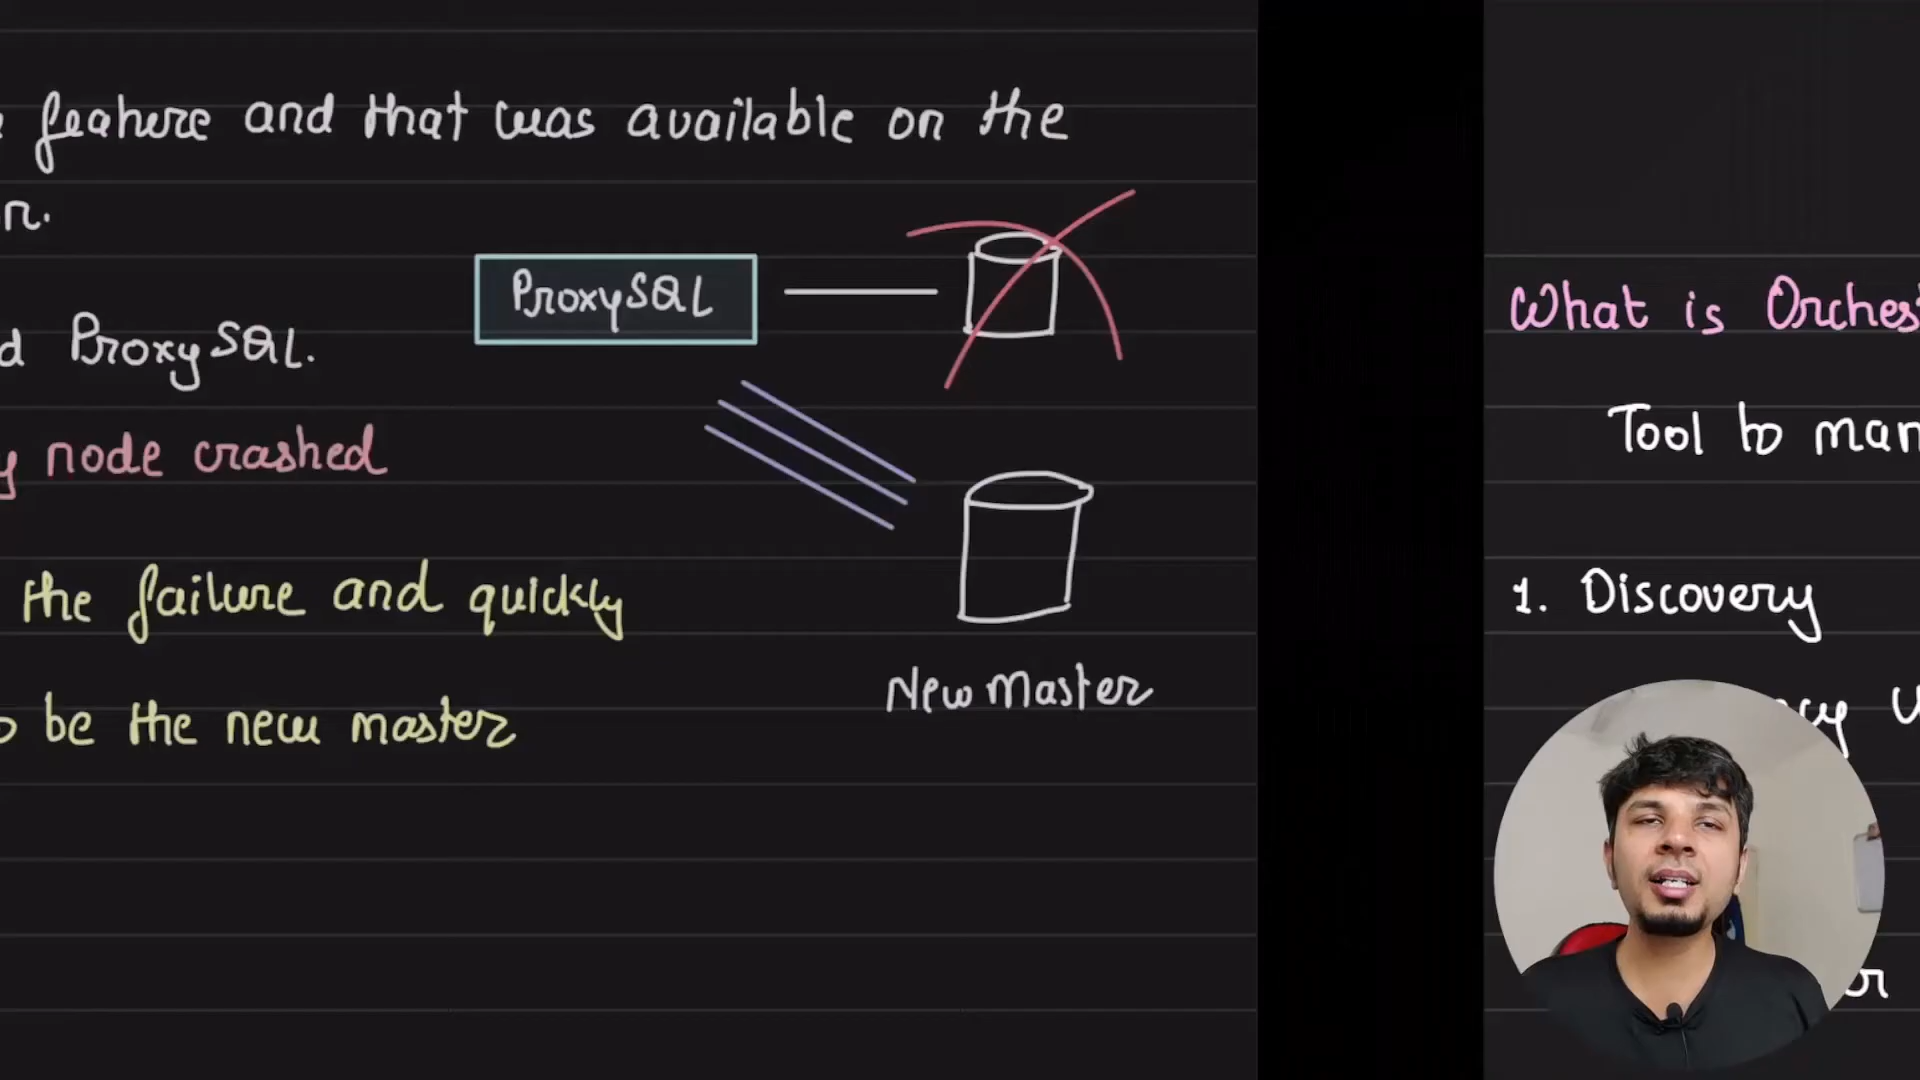 feature and that was available on the
ProxySQL
ProxySQL.
node crashed
the failure and quickly
New Master
be the new master
What is Orches
Tool to man
1. Discovery